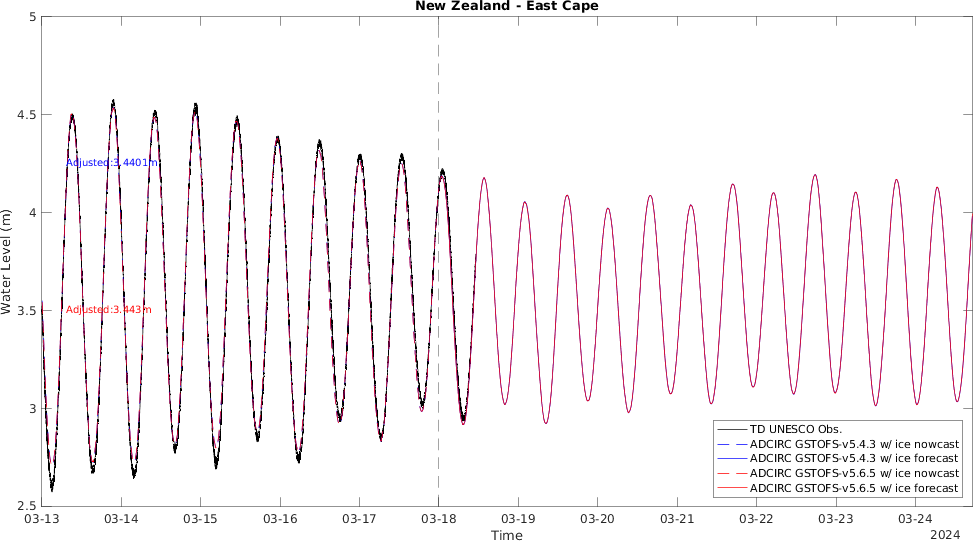 New Zealand - East Cape
5
4.5
Adjusted:3.4401m
4
Water Level (m)
3.5
Adjusted:3.443m
3
2.5
TD UNESCO Obs.
ADCIRC GSTOFS-v5.4.3 w/ ice nowcast
ADCIRC GSTOFS-v5.4.3 w/ ice forecast
ADCIRC GSTOFS-v5.6.5 w/ ice nowcast
ADCIRC GSTOFS-v5.6.5 w/ ice forecast
03-13 03-14 03-15 03-16 03-17 03-18 03-19 03-20 03-21 03-22 03-23 03-24
Time
2024